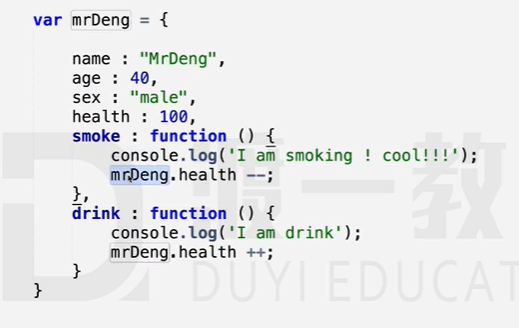 var mrDeng = {
name : "MrDeng",
age : 40,
sex : "male",
health : 100,
smoke : function () {
console.log('I am smoking ! cool!!!');
mrDeng.health --;
},
drink : function () {
console.log('I am drink');
mrDeng.health ++;
}
}
一教
DUYI EDUCAT